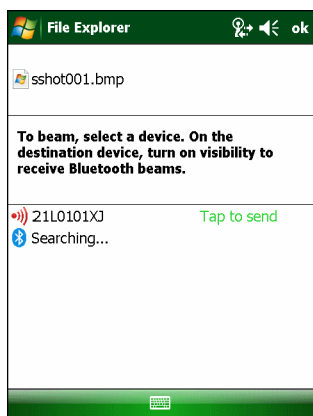 File Explorer
ok
sshot001.bmp
To beam, select a device. On the
destination device, turn on visibility to
receive Bluetooth beams.
21L0101XJ Tap to send
Searching...